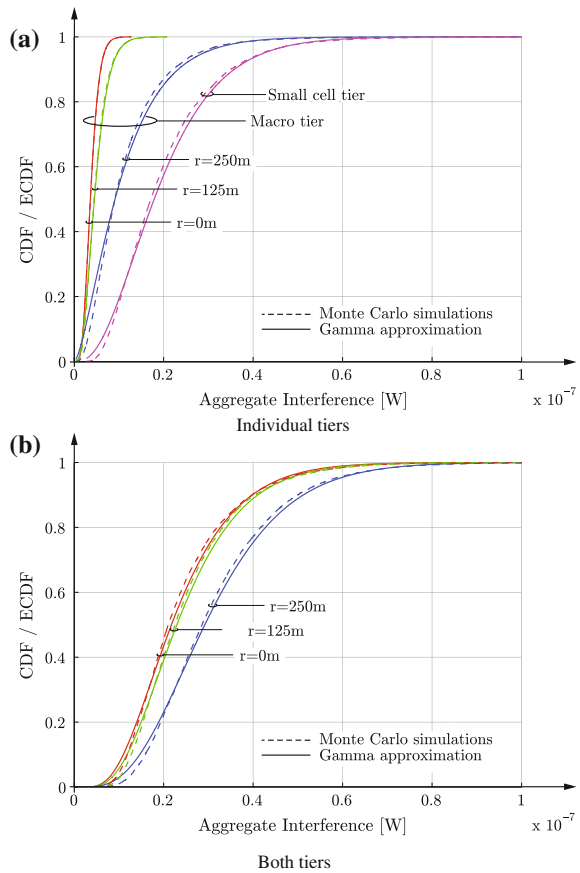 (a)
1
0.8
0.6
0.4
0.2
0
CDF / ECDF
Small cell tier
Macro tier
r=250m
r=125m
r=0m
Monte Carlo simulations
Gamma approximation
0 0.2 0.4 0.6 0.8 1
Aggregate Interference [W]
x 10⁻⁷
Individual tiers
(b)
1
0.8
0.6
0.4
0.2
0
CDF / ECDF
r=250m
r=125m
r=0m
Monte Carlo simulations
Gamma approximation
0 0.2 0.4 0.6 0.8 1
Aggregate Interference [W]
x 10⁻⁷
Both tiers